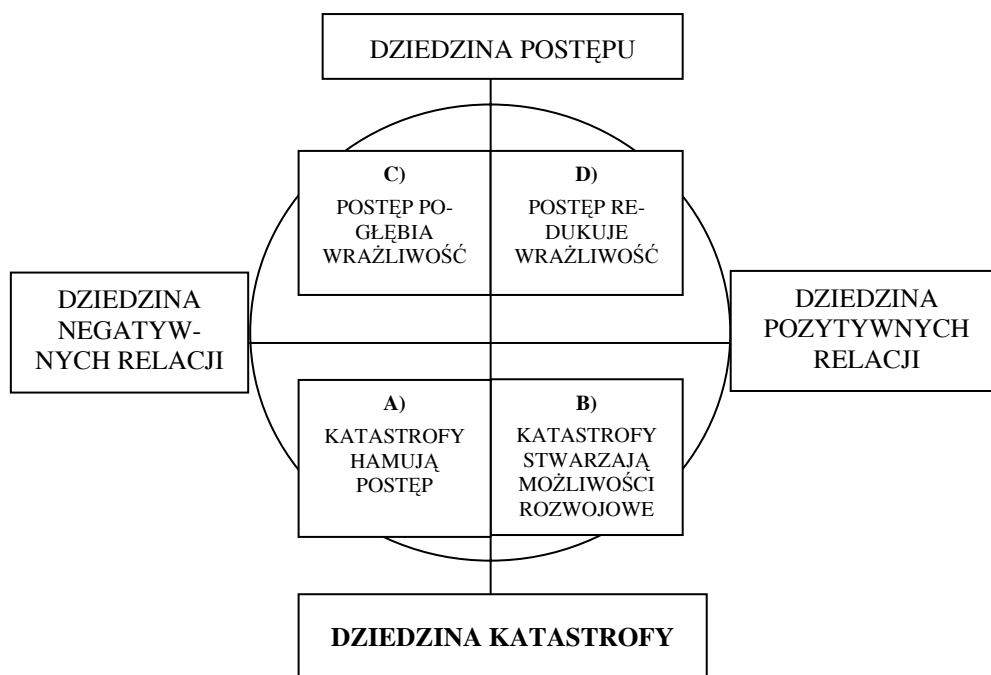 DZIEDZINA POSTĘPU
C)
POSTĘP PO-
GŁĘBIA
WRAŻLIWOŚĆ
D)
POSTĘP RE-
DUKUJE
WRAŻLIWOŚĆ
DZIEDZINA
NEGATYW-
NYCH RELACJI
DZIEDZINA
POZYTYWNYCH
RELACJI
A)
KATASTROFY
HAMUJĄ
POSTĘP
B)
KATASTROFY
STWARZAJĄ
MOŻLIWOŚCI
ROZWOJOWE
DZIEDZINA KATASTROFY